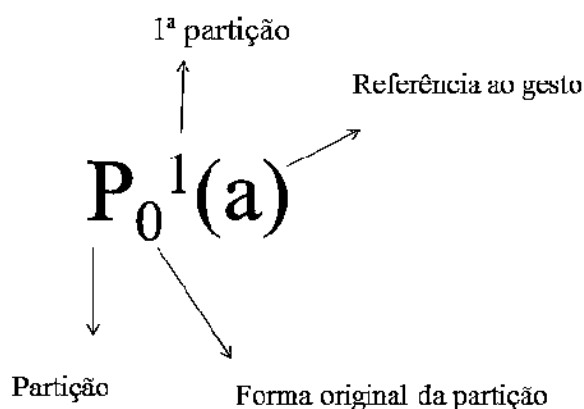 1ª partição
Referência ao gesto
P₀¹(a)
Partição
Forma original da partição